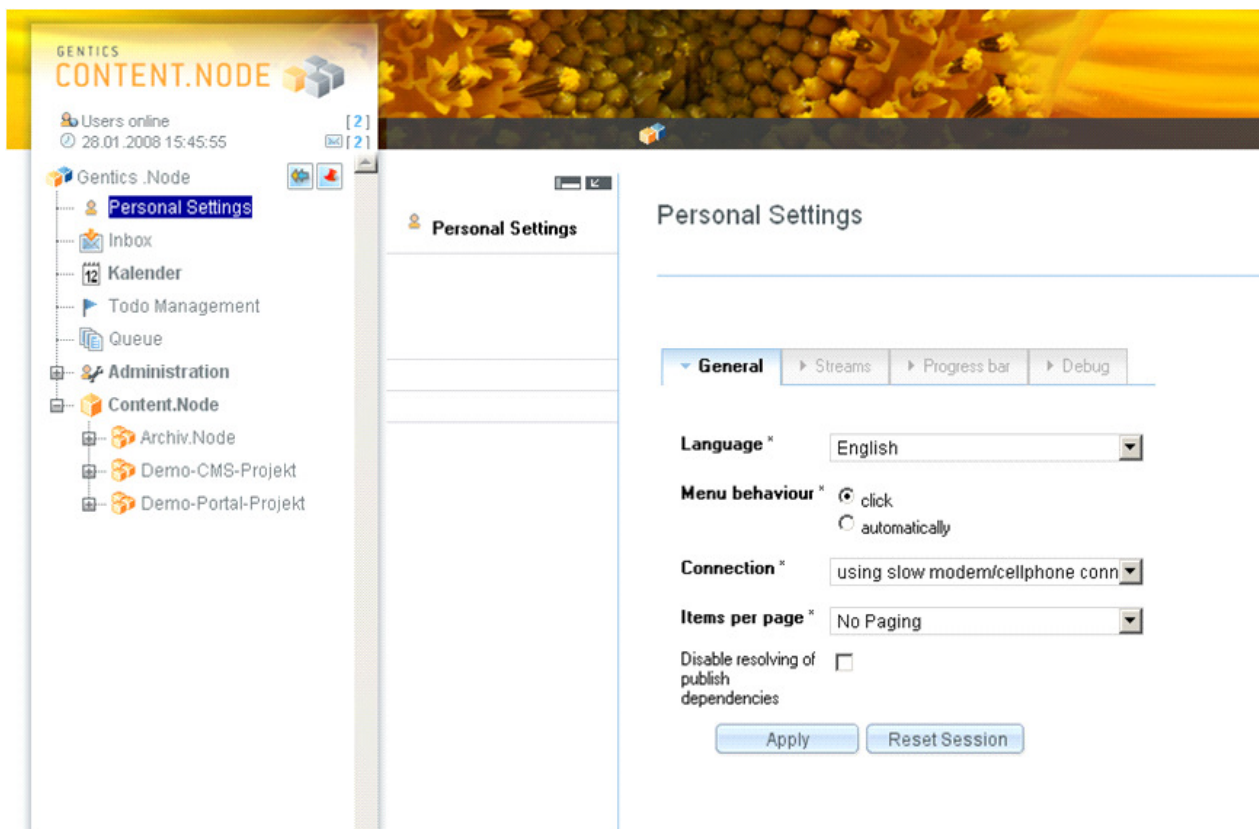 GENTICS
CONTENT.NODE
Users online [2]
28.01.2008 15:45:55 [2]
Gentics .Node
Personal Settings
Inbox
12 Kalender
Todo Management
Queue
Administration
Content.Node
Archiv.Node
Demo-CMS-Projekt
Demo-Portal-Projekt
Personal Settings
Personal Settings
General Streams Progress bar Debug
Language * English
Menu behaviour * click
automatically
Connection * using slow modem/cellphone conn
Items per page * No Paging
Disable resolving of
publish
dependencies
Apply Reset Session